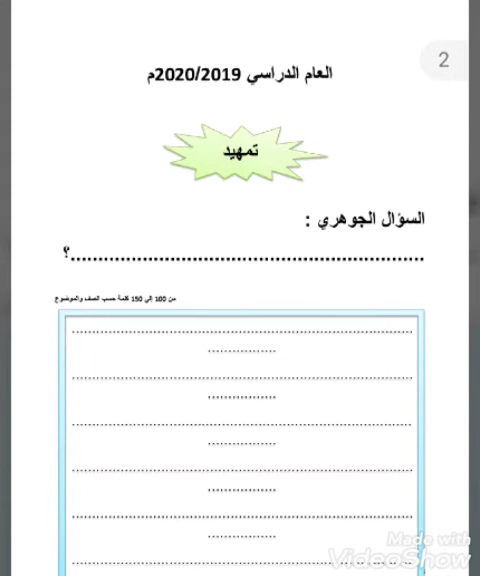 2
العام الدراسي 2020/2019م
تمهيد
السؤال الجوهري :
................................................................؟
من 100 إلى 150 كلمة حسب الصف والموضوع
................................................................
................
................................................................
................
................................................................
................
................................................................
................
................................................................
................
................................................................
Made with
VideoShow